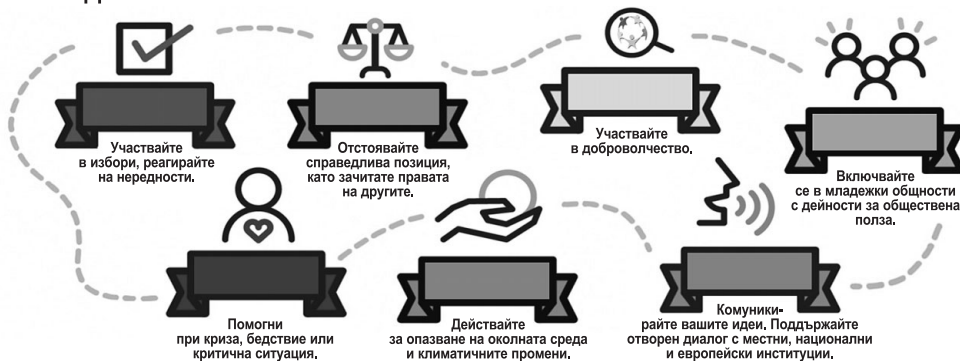 Участвайте
в избори, реагирайте
на нередности.
Отстоявайте
справедлива позиция,
като зачитате правата
на другите.
Участвайте
в доброволчество.
Включвайте
се в младежки общности
с дейности за обществена
полза.
Помогни
при криза, бедствие или
критична ситуация.
Действайте
за опазване на околната среда
и климатичните промени.
Комуники-
райте вашите идеи. Поддържайте
отворен диалог с местни, национални
и европейски институции.